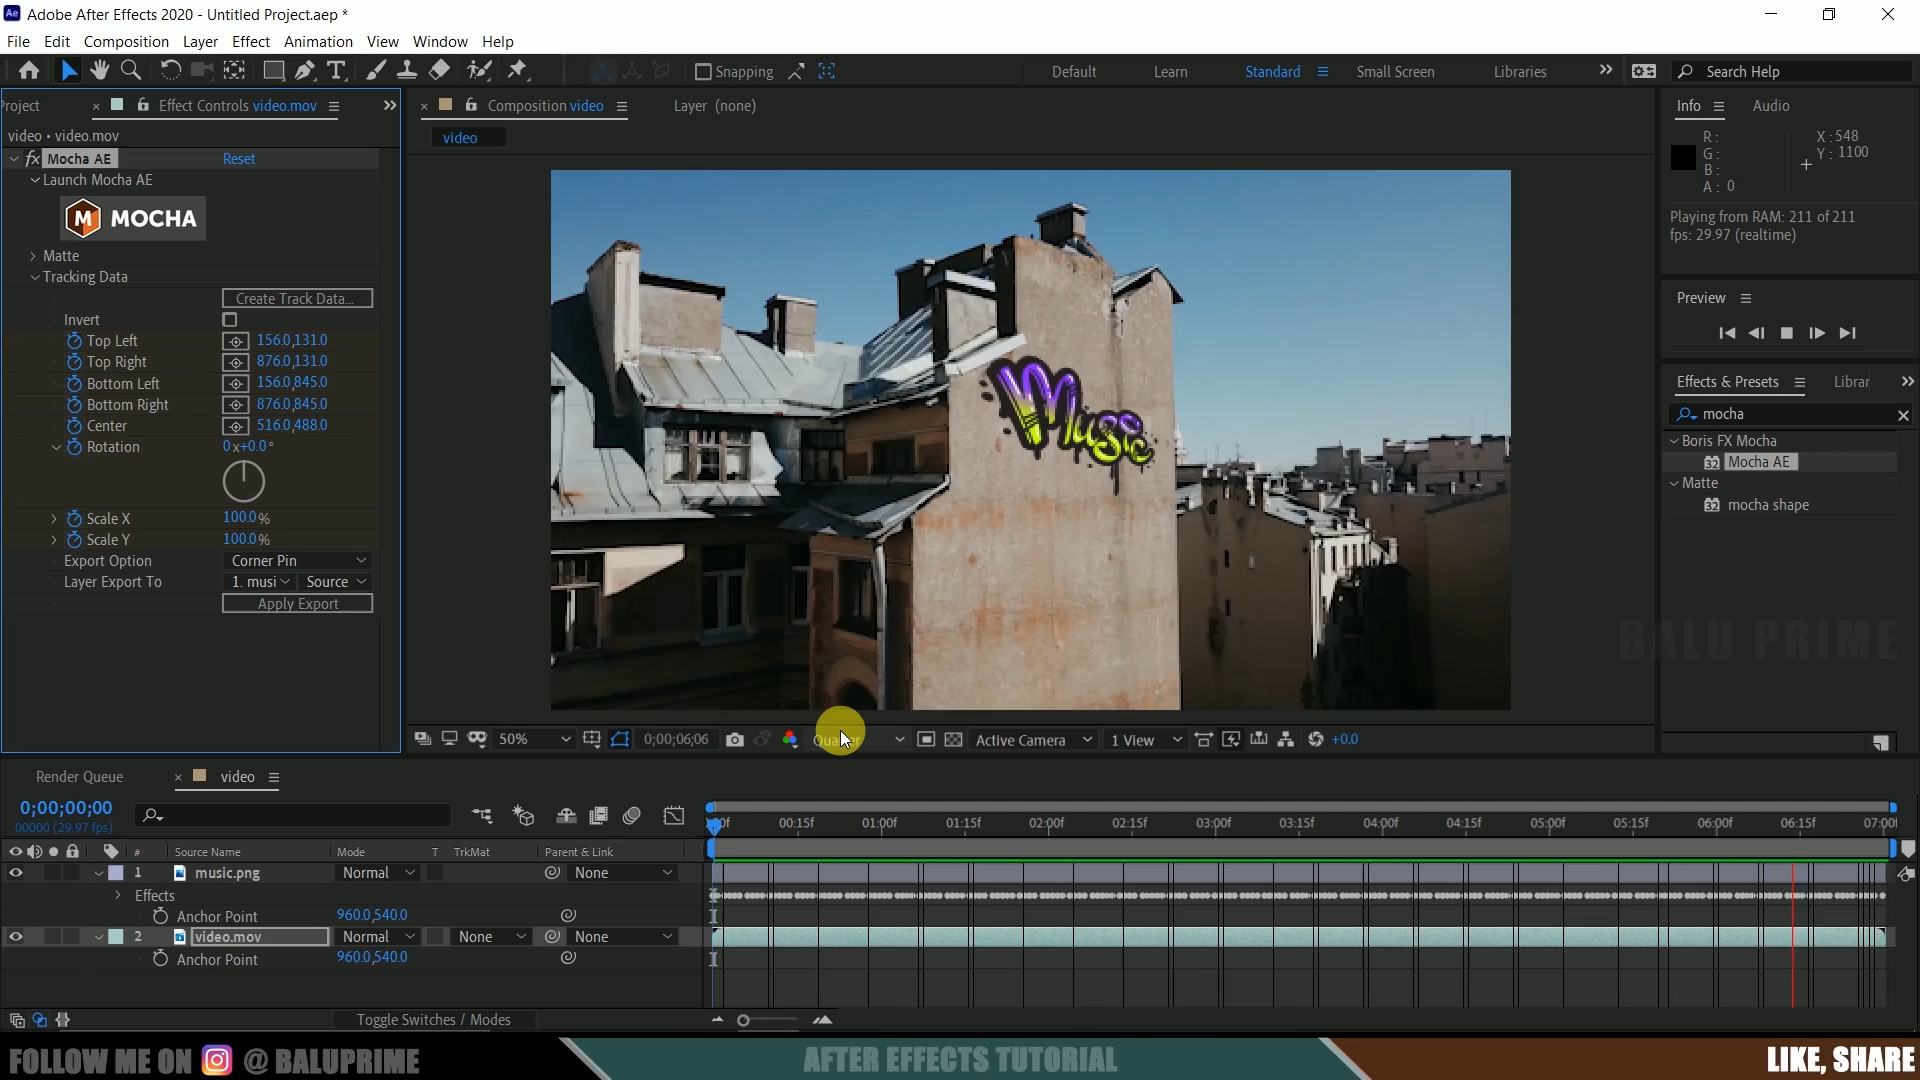 Ae Adobe After Effects 2020 - Untitled Project.aep *
File Edit Composition Layer Effect Animation View Window Help
Snapping Default Learn Standard Small Screen Libraries Search Help
roject Effect Controls video.mov Composition video Layer (none) Info Audio
video • video.mov
video
fx Mocha AE Reset
Launch Mocha AE
M MOCHA
Matte
Tracking Data
Create Track Data...
Invert
Top Left 156.0,131.0
Top Right 876.0,131.0
Bottom Left 156.0,845.0
Bottom Right 876.0,845.0
Center 516.0,488.0
Rotation 0x+0.0°
Scale X 100.0%
Scale Y 100.0%
Export Option Corner Pin
Layer Export To 1. musi Source
Apply Export
Music
R :
G :
B :
A : 0
X : 548
Y : 1100
Playing from RAM: 211 of 211
fps: 29.97 (realtime)
Preview
Effects & Presets Librar
mocha
Boris FX Mocha
32 Mocha AE
Matte
32 mocha shape
BALU PRIME
50% 0;00;06;06 Active Camera 1 View +0.0
Render Queue video
0;00;00;00
00000 (29.97 fps)
00:15f 01:00f 01:15f 02:00f 02:15f 03:00f 03:15f 04:00f 04:15f 05:00f 05:15f 06:00f 06:15f 07:00f
# Source Name Mode T TrkMat Parent & Link
1 music.png Normal None
Effects
Anchor Point 960.0,540.0
2 video.mov Normal None None
Anchor Point 960.0,540.0
Toggle Switches / Modes
FOLLOW ME ON @ BALUPRIME AFTER EFFECTS TUTORIAL LIKE, SHARE